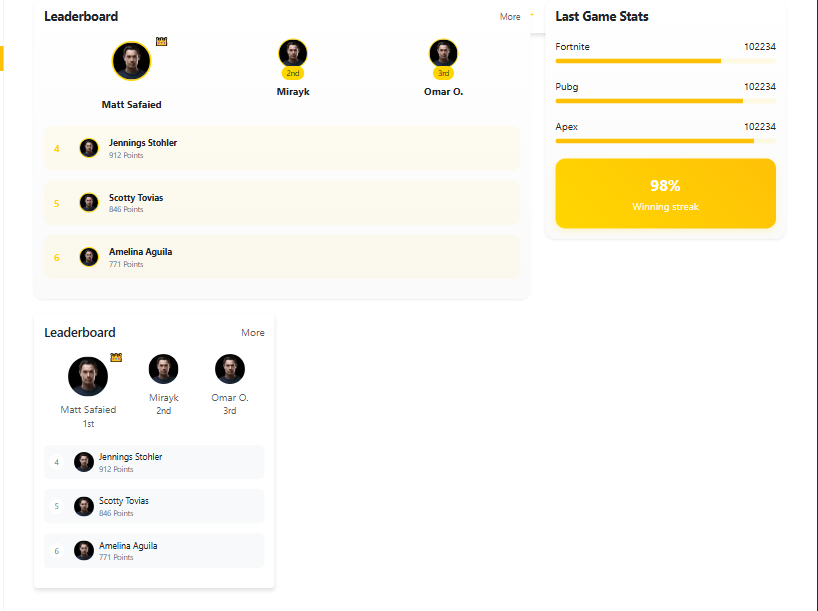 Leaderboard
More
Matt Safaied
2nd
Mirayk
3rd
Omar O.
4
Jennings Stohler
912 Points
5
Scotty Tovias
846 Points
6
Amelina Aguila
771 Points
Last Game Stats
Fortnite 102234
Pubg 102234
Apex 102234
98%
Winning streak
Leaderboard
More
Matt Safaied
1st
Mirayk
2nd
Omar O.
3rd
4
Jennings Stohler
912 Points
5
Scotty Tovias
846 Points
6
Amelina Aguila
771 Points